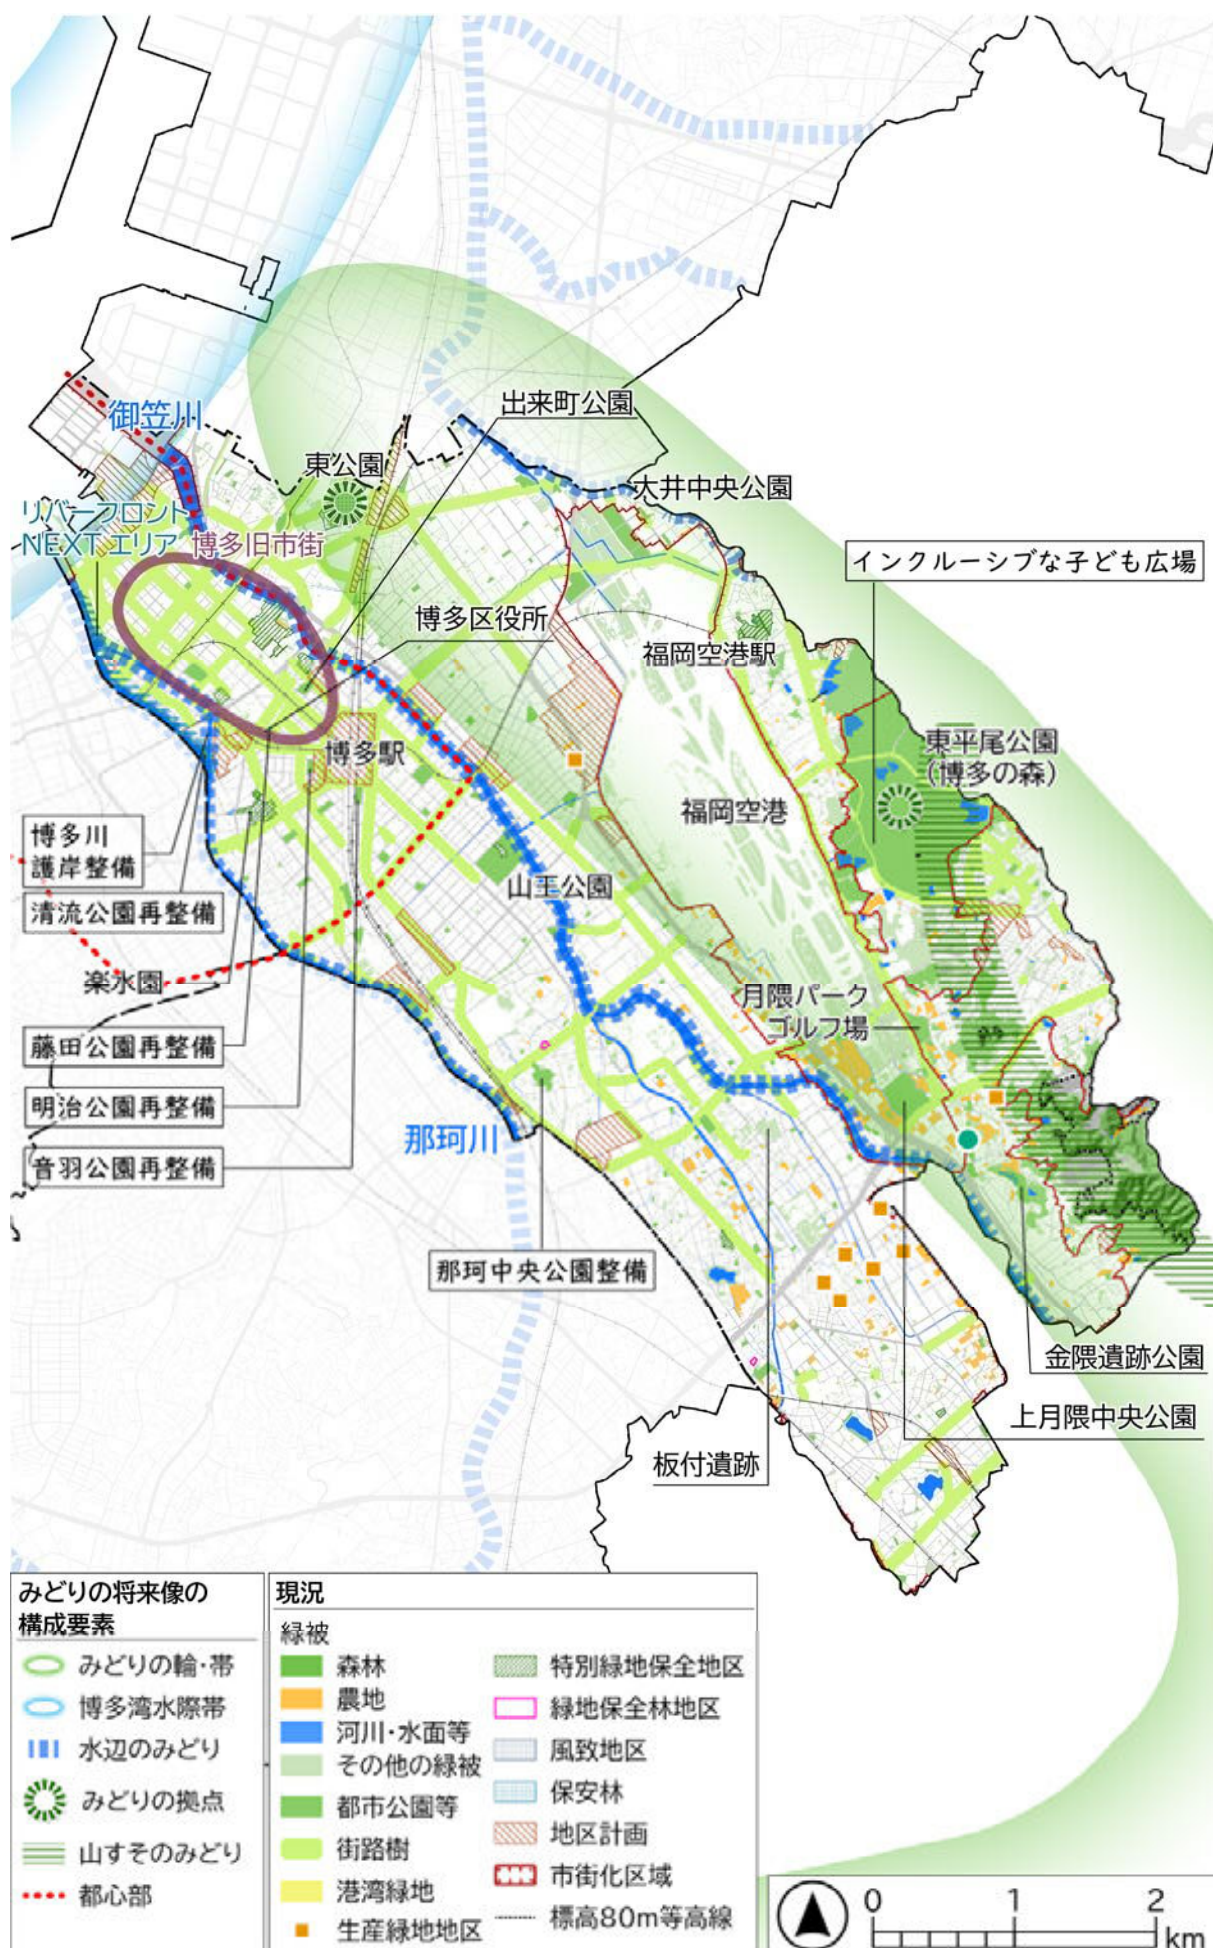 御笠川
出来町公園
東公園
大井中央公園
リバーフロント
NEXTエリア
博多旧市街
インクルーシブな子ども広場
博多区役所
福岡空港駅
東平尾公園
(博多の森)
博多駅
福岡空港
博多川
護岸整備
山王公園
清流公園再整備
楽水園
月隈パーク
ゴルフ場
藤田公園再整備
明治公園再整備
那珂川
音羽公園再整備
那珂中央公園整備
金隈遺跡公園
上月隈中央公園
板付遺跡
みどりの将来像の
構成要素
みどりの輪・帯
博多湾水際帯
水辺のみどり
みどりの拠点
山すそのみどり
都心部
現況
緑被
森林
農地
河川・水面等
その他の緑被
都市公園等
街路樹
港湾緑地
生産緑地地区
特別緑地保全地区
緑地保全林地区
風致地区
保安林
地区計画
市街化区域
標高80m等高線
0 1 2
km